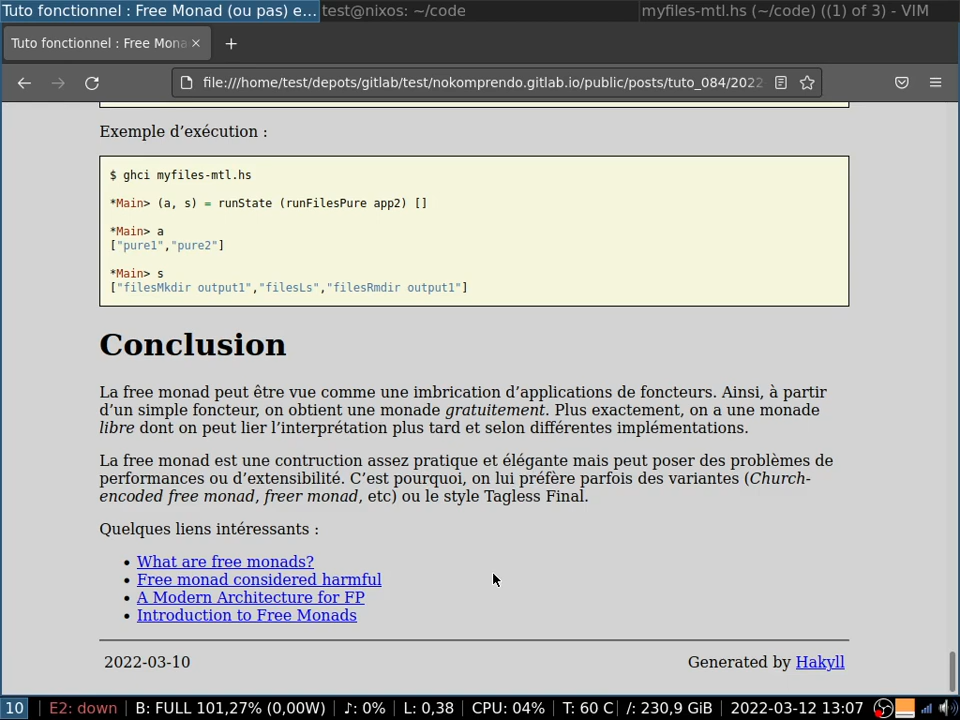 Tuto fonctionnel : Free Monad (ou pas) e... test@nixos: ~/code myfiles-mtl.hs (~/code) ((1) of 3) - VIM
Tuto fonctionnel : Free Mona × +
file:///home/test/depots/gitlab/test/nokomprendo.gitlab.io/public/posts/tuto_084/2022
Exemple d’exécution :
$ ghci myfiles-mtl.hs
*Main> (a, s) = runState (runFilesPure app2) []
*Main> a
["pure1","pure2"]
*Main> s
["filesMkdir output1","filesLs","filesRmdir output1"]
Conclusion
La free monad peut être vue comme une imbrication d’applications de foncteurs. Ainsi, à partir
d’un simple foncteur, on obtient une monade gratuitement. Plus exactement, on a une monade
libre dont on peut lier l’interprétation plus tard et selon différentes implémentations.
La free monad est une contruction assez pratique et élégante mais peut poser des problèmes de
performances ou d’extensibilité. C’est pourquoi, on lui préfère parfois des variantes (Church-
encoded free monad, freer monad, etc) ou le style Tagless Final.
Quelques liens intéressants :
• What are free monads?
• Free monad considered harmful
• A Modern Architecture for FP
• Introduction to Free Monads
2022-03-10 Generated by Hakyll
10 E2: down | B: FULL 101,27% (0,00W) | ♪: 0% | L: 0,38 | CPU: 04% | T: 60 C | /: 230,9 GiB | 2022-03-12 13:07